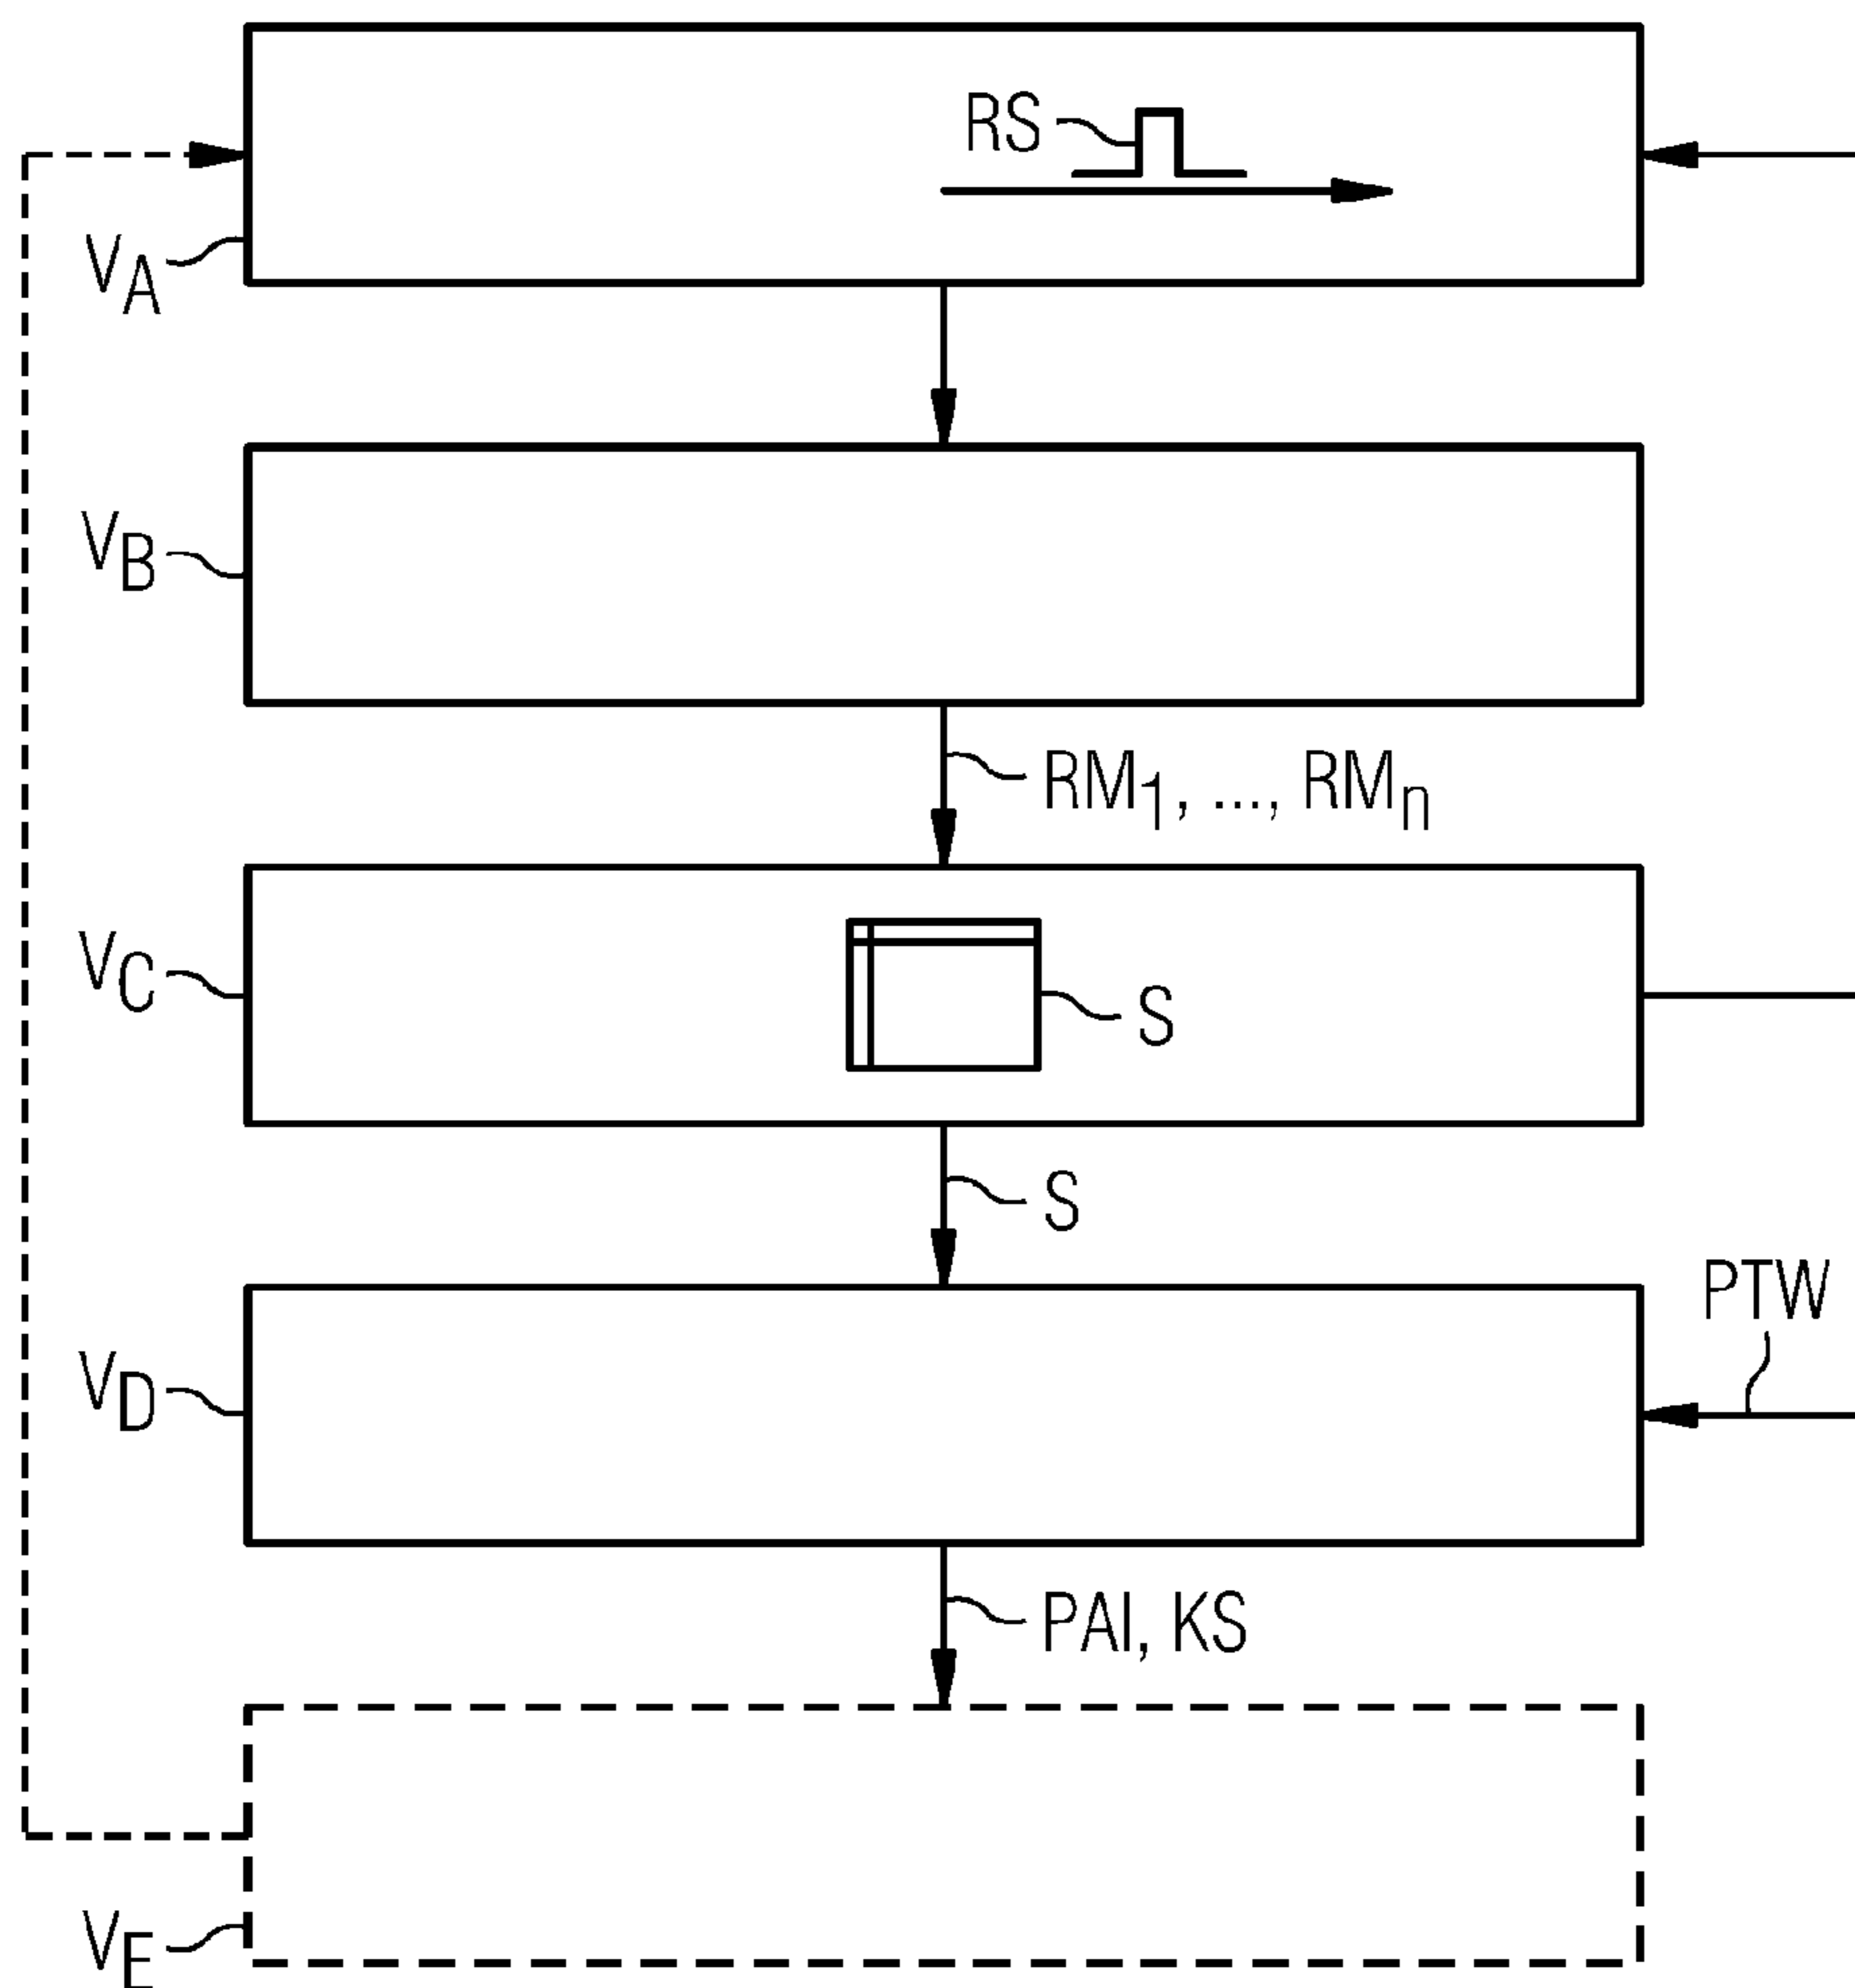 RS
VA
VB
RM1, ..., RMn
VC
S
S
PTW
VD
PAI, KS
VE